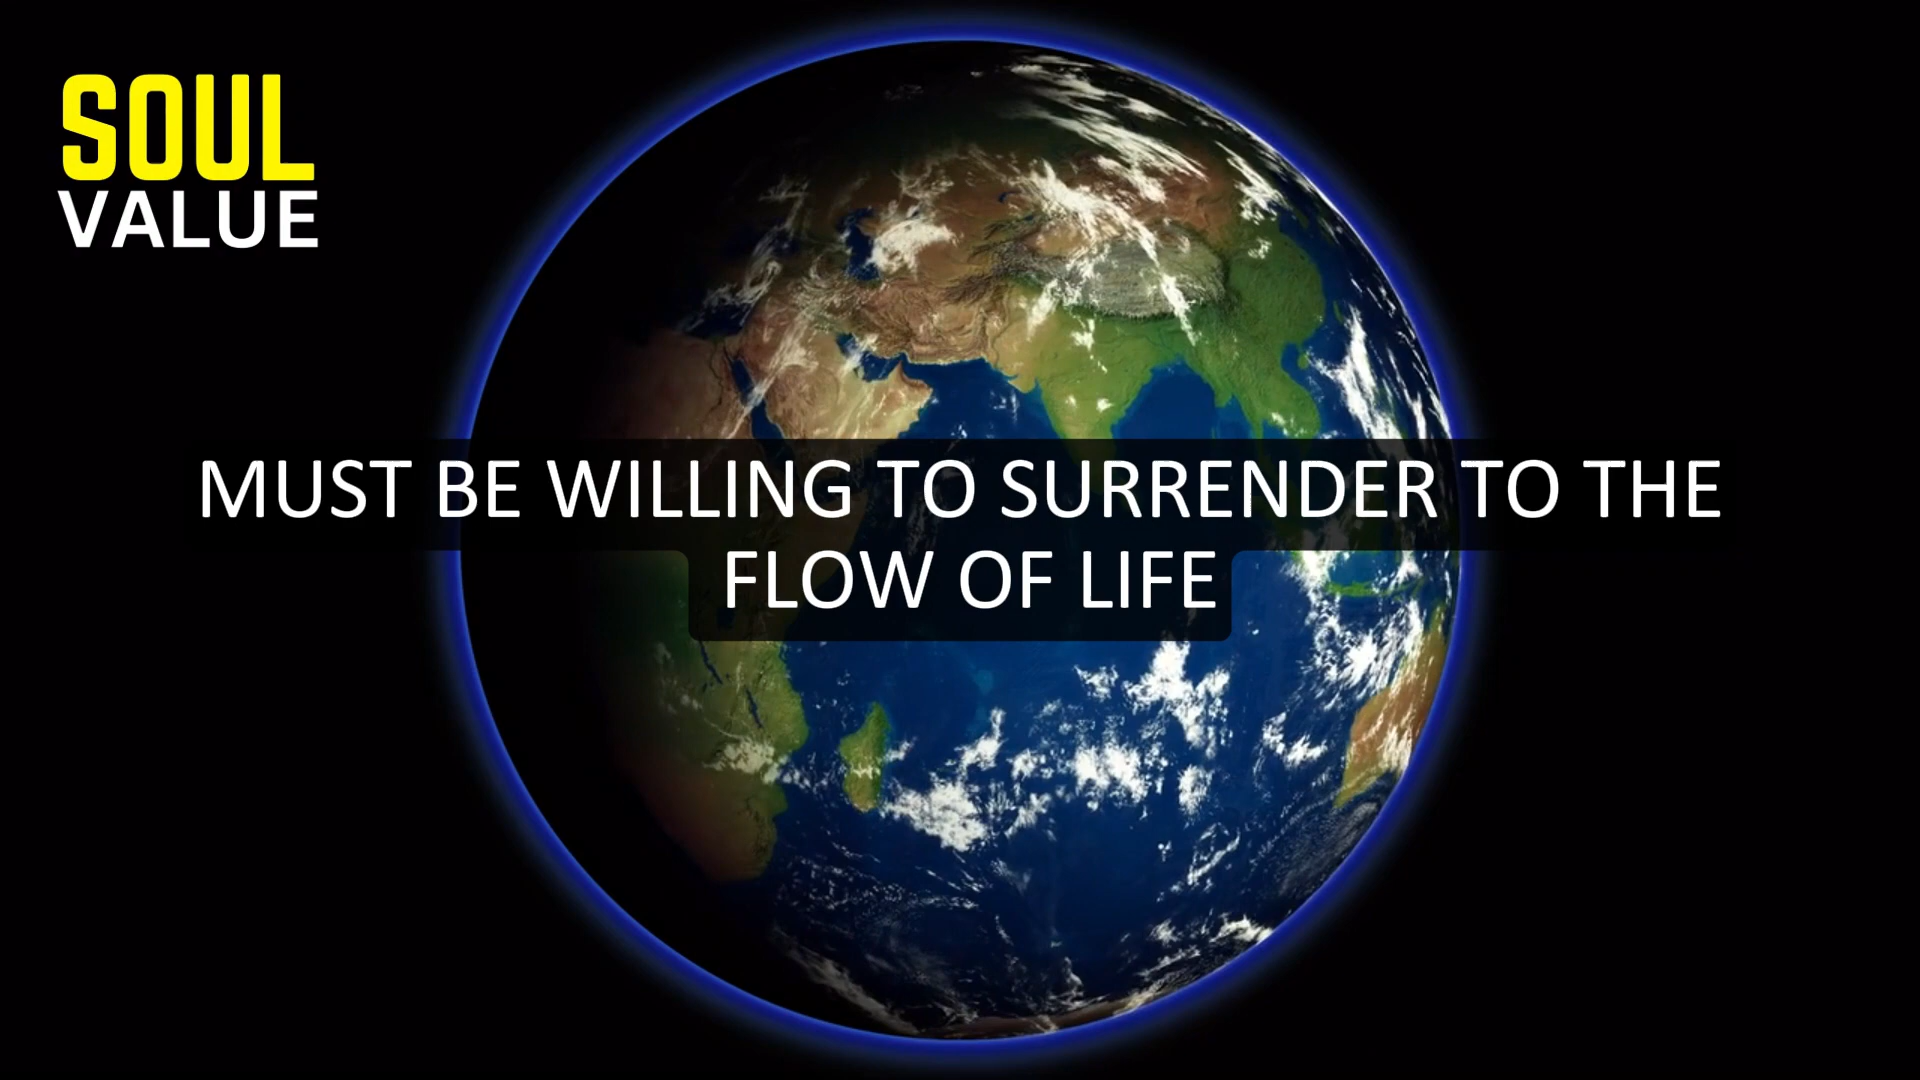 SOUL
VALUE
MUST BE WILLING TO SURRENDER TO THE
FLOW OF LIFE